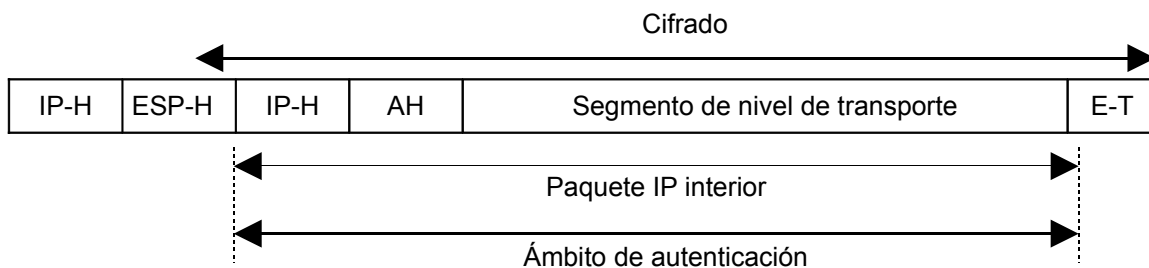 Cifrado
IP-H ESP-H IP-H AH Segmento de nivel de transporte E-T
Paquete IP interior
Ámbito de autenticación